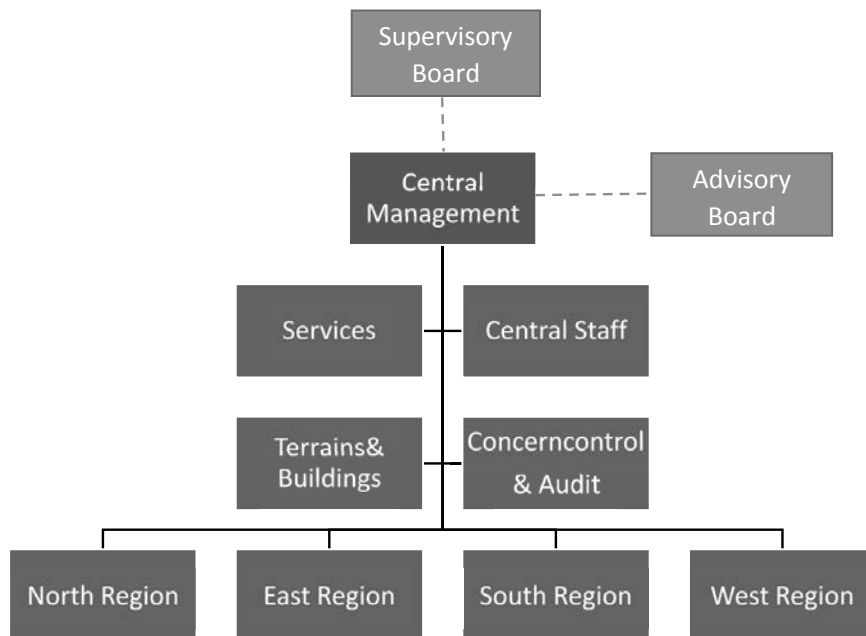 Supervisory
Board
Central
Management
Advisory
Board
Services
Central Staff
Terrains&
Buildings
Concerncontrol
& Audit
North Region
East Region
South Region
West Region